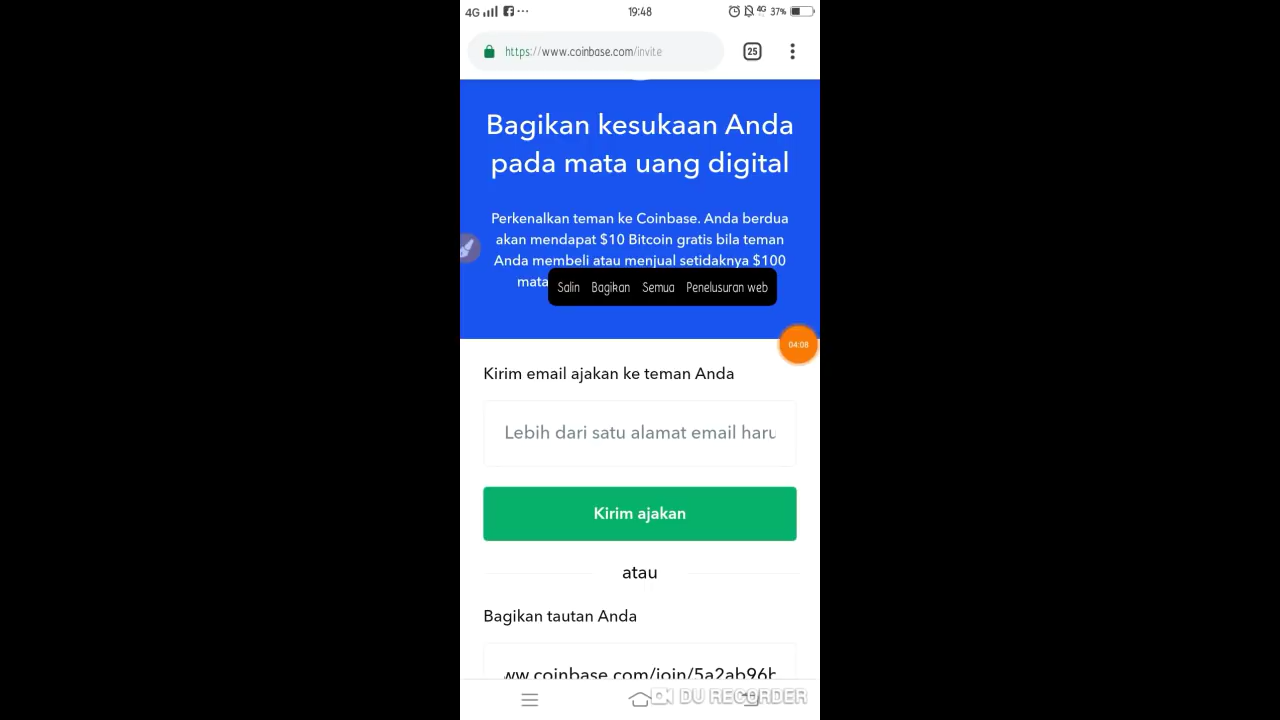 4G
19:48
4G 37%
https://www.coinbase.com/invite
25
Bagikan kesukaan Anda
pada mata uang digital
Perkenalkan teman ke Coinbase. Anda berdua
akan mendapat $10 Bitcoin gratis bila teman
Anda membeli atau menjual setidaknya $100
mata
Salin Bagikan Semua Penelusuran web
04:08
Kirim email ajakan ke teman Anda
Lebih dari satu alamat email haru
Kirim ajakan
atau
Bagikan tautan Anda
ww.coinbase.com/join/5a2ab96b
DU RECORDER